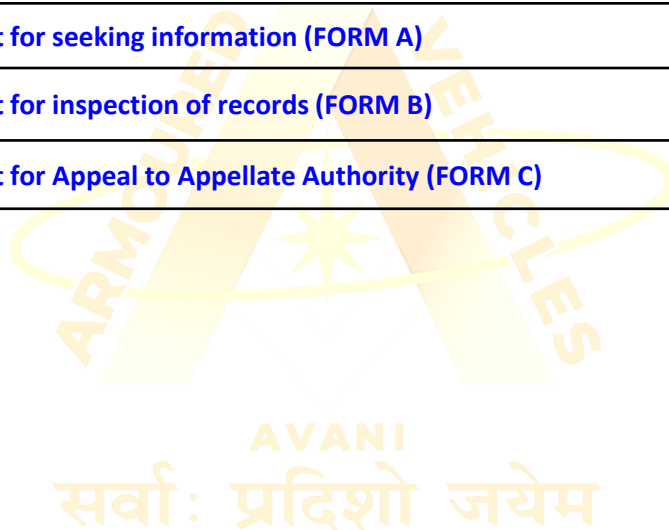 t for seeking information (FORM A)
t for inspection of records (FORM B)
t for Appeal to Appellate Authority (FORM C)
ARMOURED VEHICLES
AVANI
सर्वाः प्रदिशो जयेम